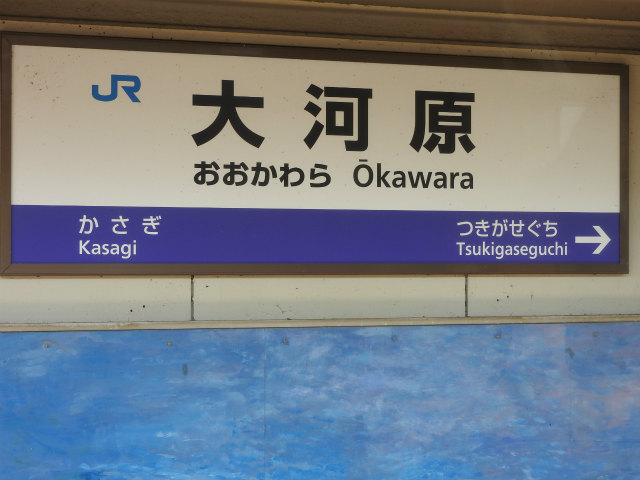 JR
大河原
おおかわら Ōkawara
かさぎ
Kasagi
つきがせぐち
Tsukigaseguchi